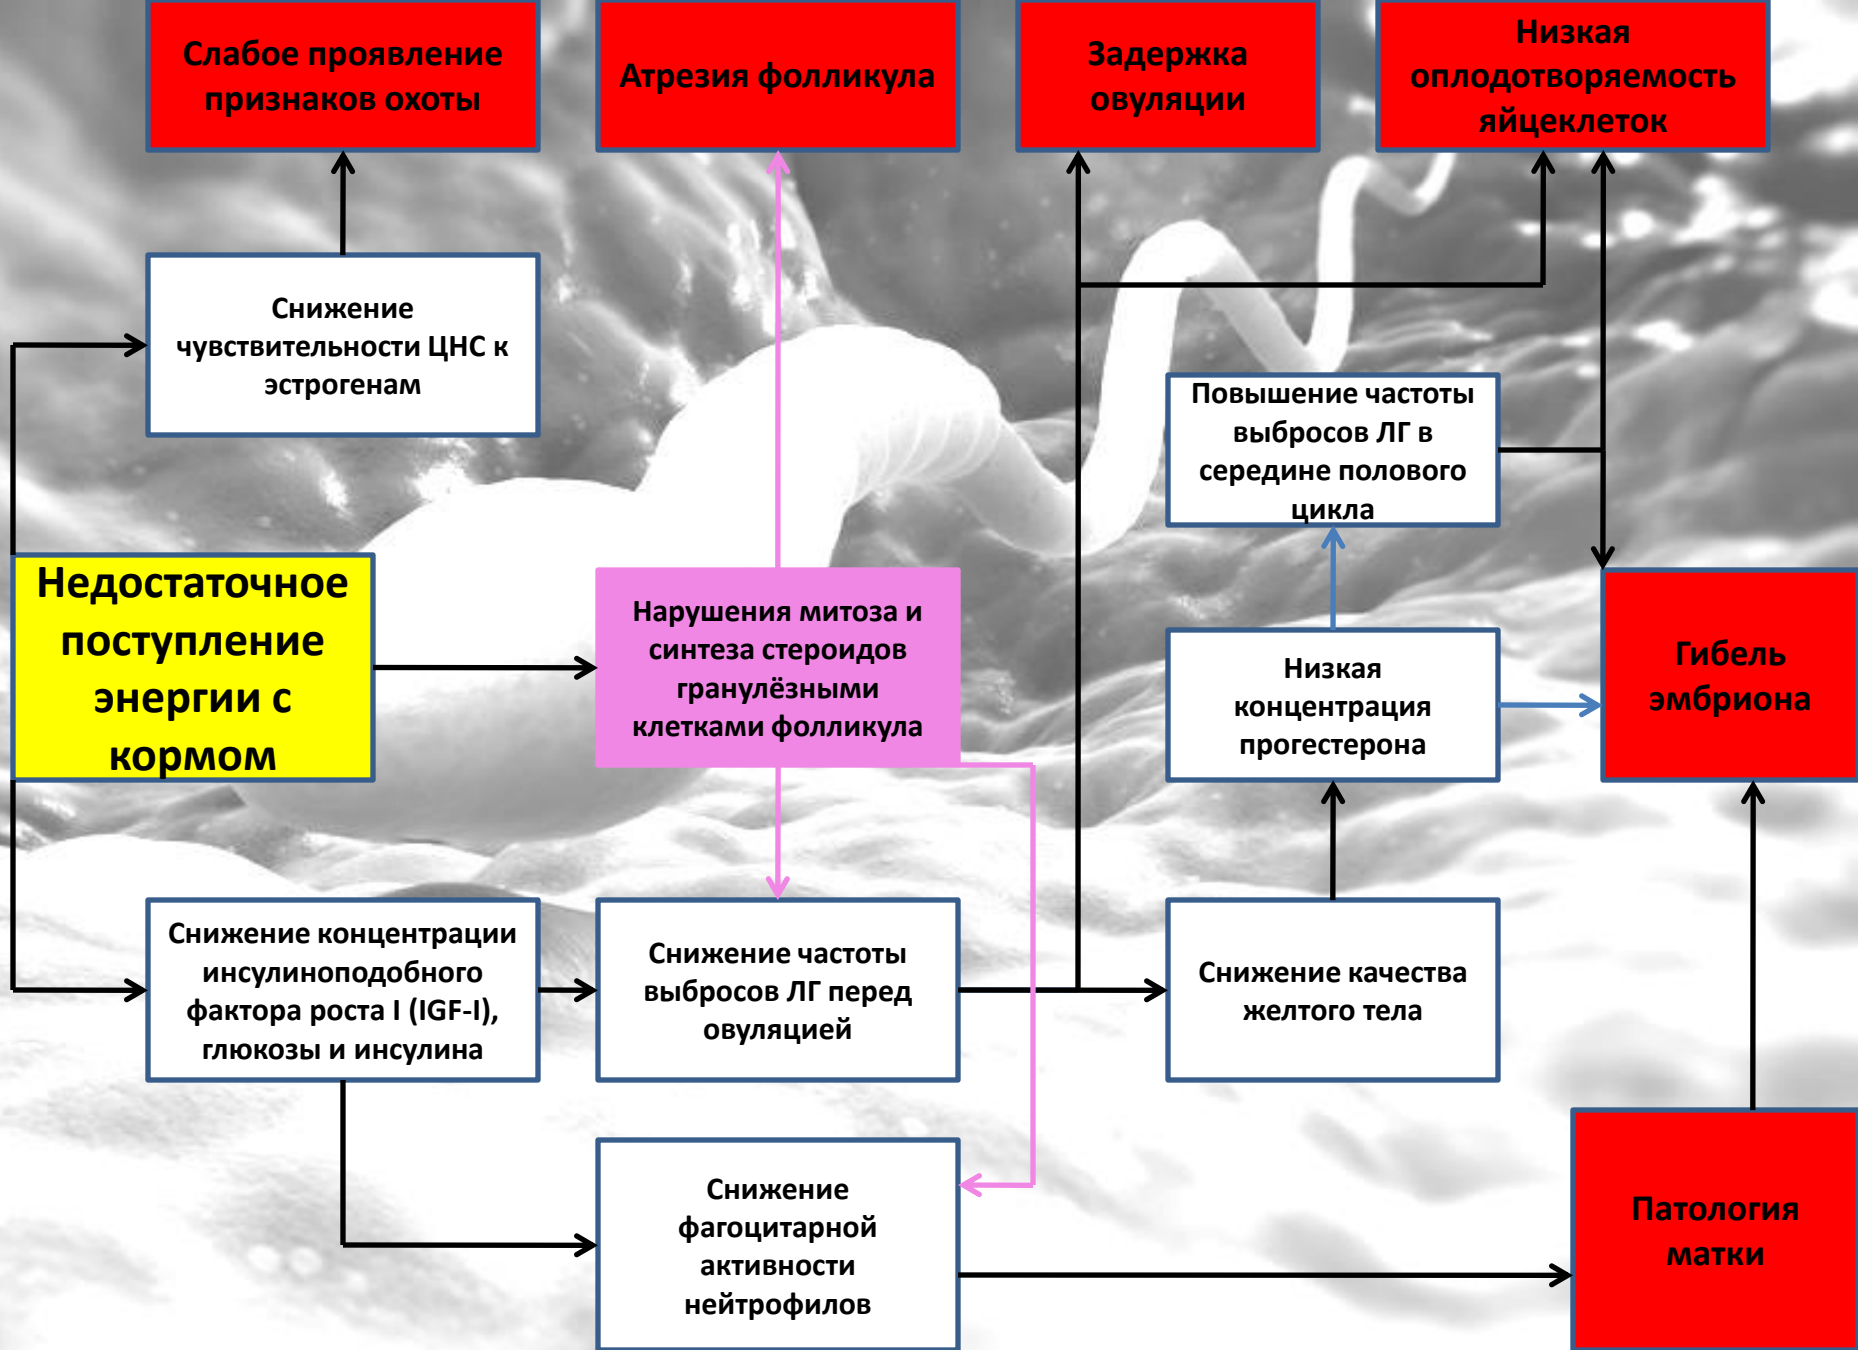 Слабое проявление
признаков охоты
Атрезия фолликула
Задержка
овуляции
Низкая
оплодотворяемость
яйцеклеток
Снижение
чувствительности ЦНС к
эстрогенам
Повышение частоты
выбросов ЛГ в
середине полового
цикла
Недостаточное
поступление
энергии с
кормом
Нарушения митоза и
синтеза стероидов
гранулёзными
клетками фолликула
Низкая
концентрация
прогестерона
Гибель
эмбриона
Снижение концентрации
инсулиноподобного
фактора роста I (IGF-I),
глюкозы и инсулина
Снижение частоты
выбросов ЛГ перед
овуляцией
Снижение качества
желтого тела
Снижение
фагоцитарной
активности
нейтрофилов
Патология
матки